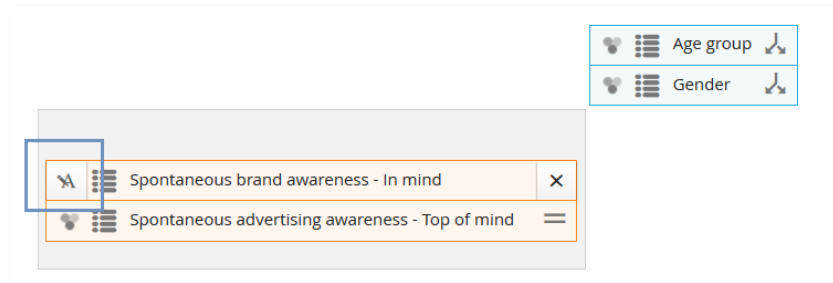 Age group
Gender
A
Spontaneous brand awareness - In mind
Spontaneous advertising awareness - Top of mind